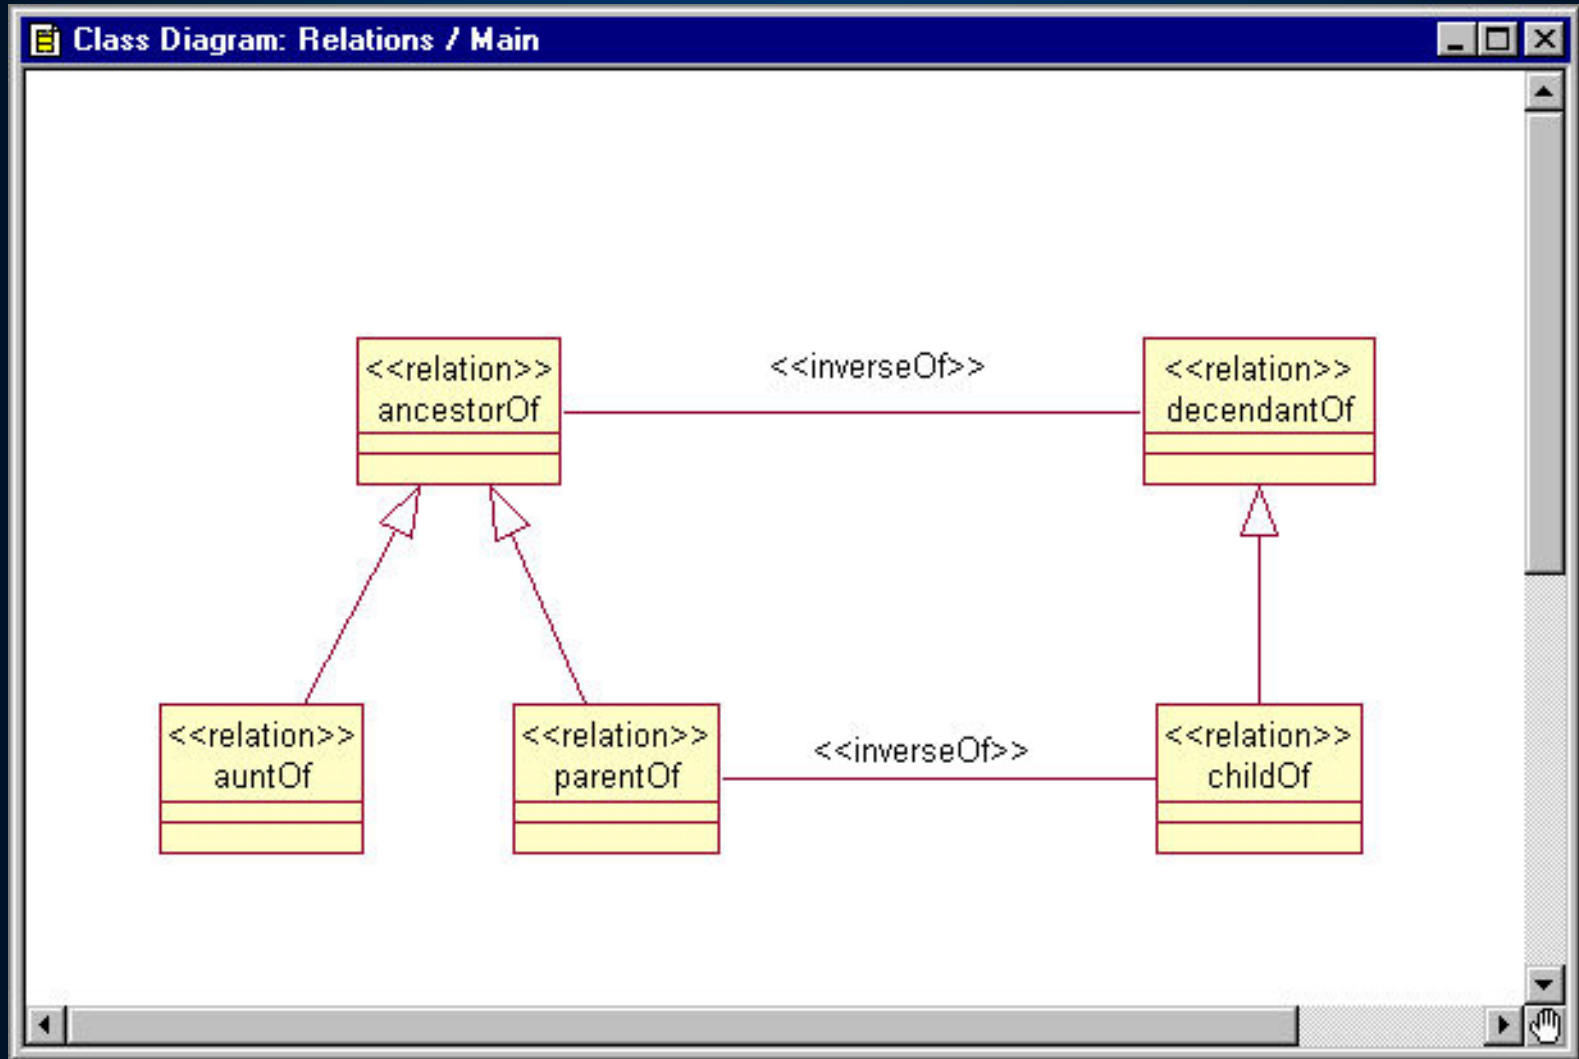 Class Diagram: Relations / Main
<<relation>>
ancestorOf
<<inverseOf>>
<<relation>>
decendantOf
<<relation>>
auntOf
<<relation>>
parentOf
<<inverseOf>>
<<relation>>
childOf